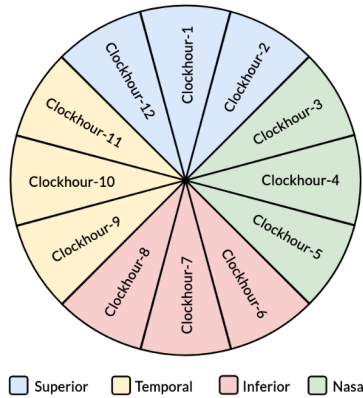 Clockhour-1
Clockhour-2
Clockhour-3
Clockhour-4
Clockhour-5
Clockhour-6
Clockhour-7
Clockhour-8
Clockhour-9
Clockhour-10
Clockhour-11
Clockhour-12
Superior Temporal Inferior Nasa